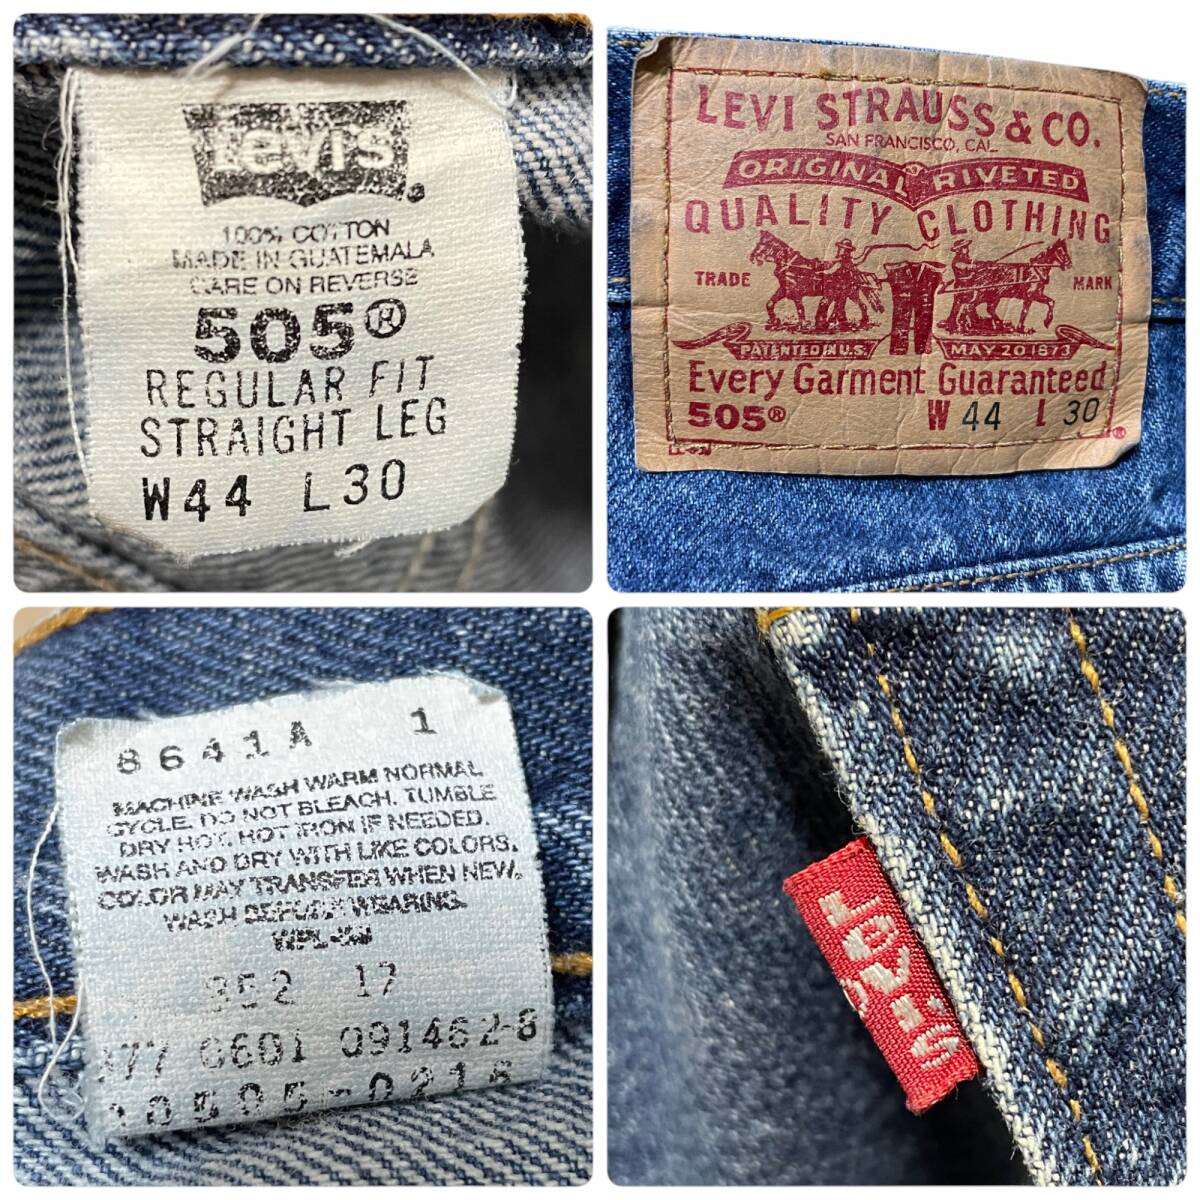 Levi's
100% COTTON
MADE IN GUATEMALA
CARE ON REVERSE
505®
REGULAR FIT
STRAIGHT LEG
W44 L30
LEVI STRAUSS & CO.
SAN FRANCISCO, CAL.
ORIGINAL RIVETED
QUALITY CLOTHING
TRADE MARK
PATENTED IN U.S. MAY 20 1873
Every Garment Guaranteed
505® W 44 L 30
8641A 1
MACHINE WASH WARM NORMAL
CYCLE. DO NOT BLEACH. TUMBLE
DRY HOT. HOT IRON IF NEEDED.
WASH AND DRY WITH LIKE COLORS.
COLOR MAY TRANSFER WHEN NEW.
WASH BEFORE WEARING.
WPL-423
352 17
0601 091462-8
LEVI'S